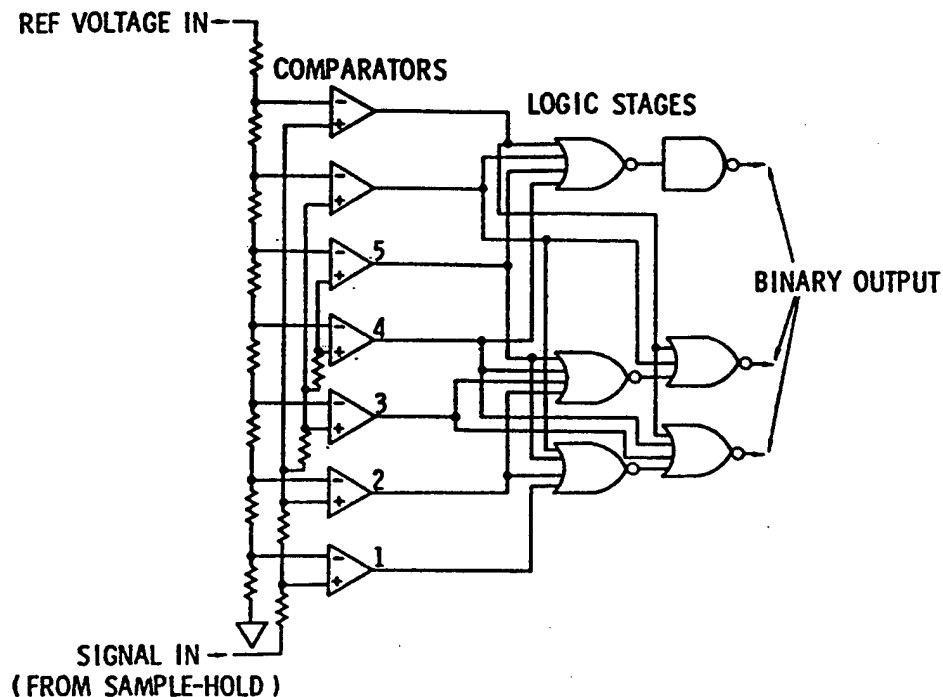 REF VOLTAGE IN
COMPARATORS
LOGIC STAGES
5
4
3
2
1
BINARY OUTPUT
SIGNAL IN
(FROM SAMPLE-HOLD)